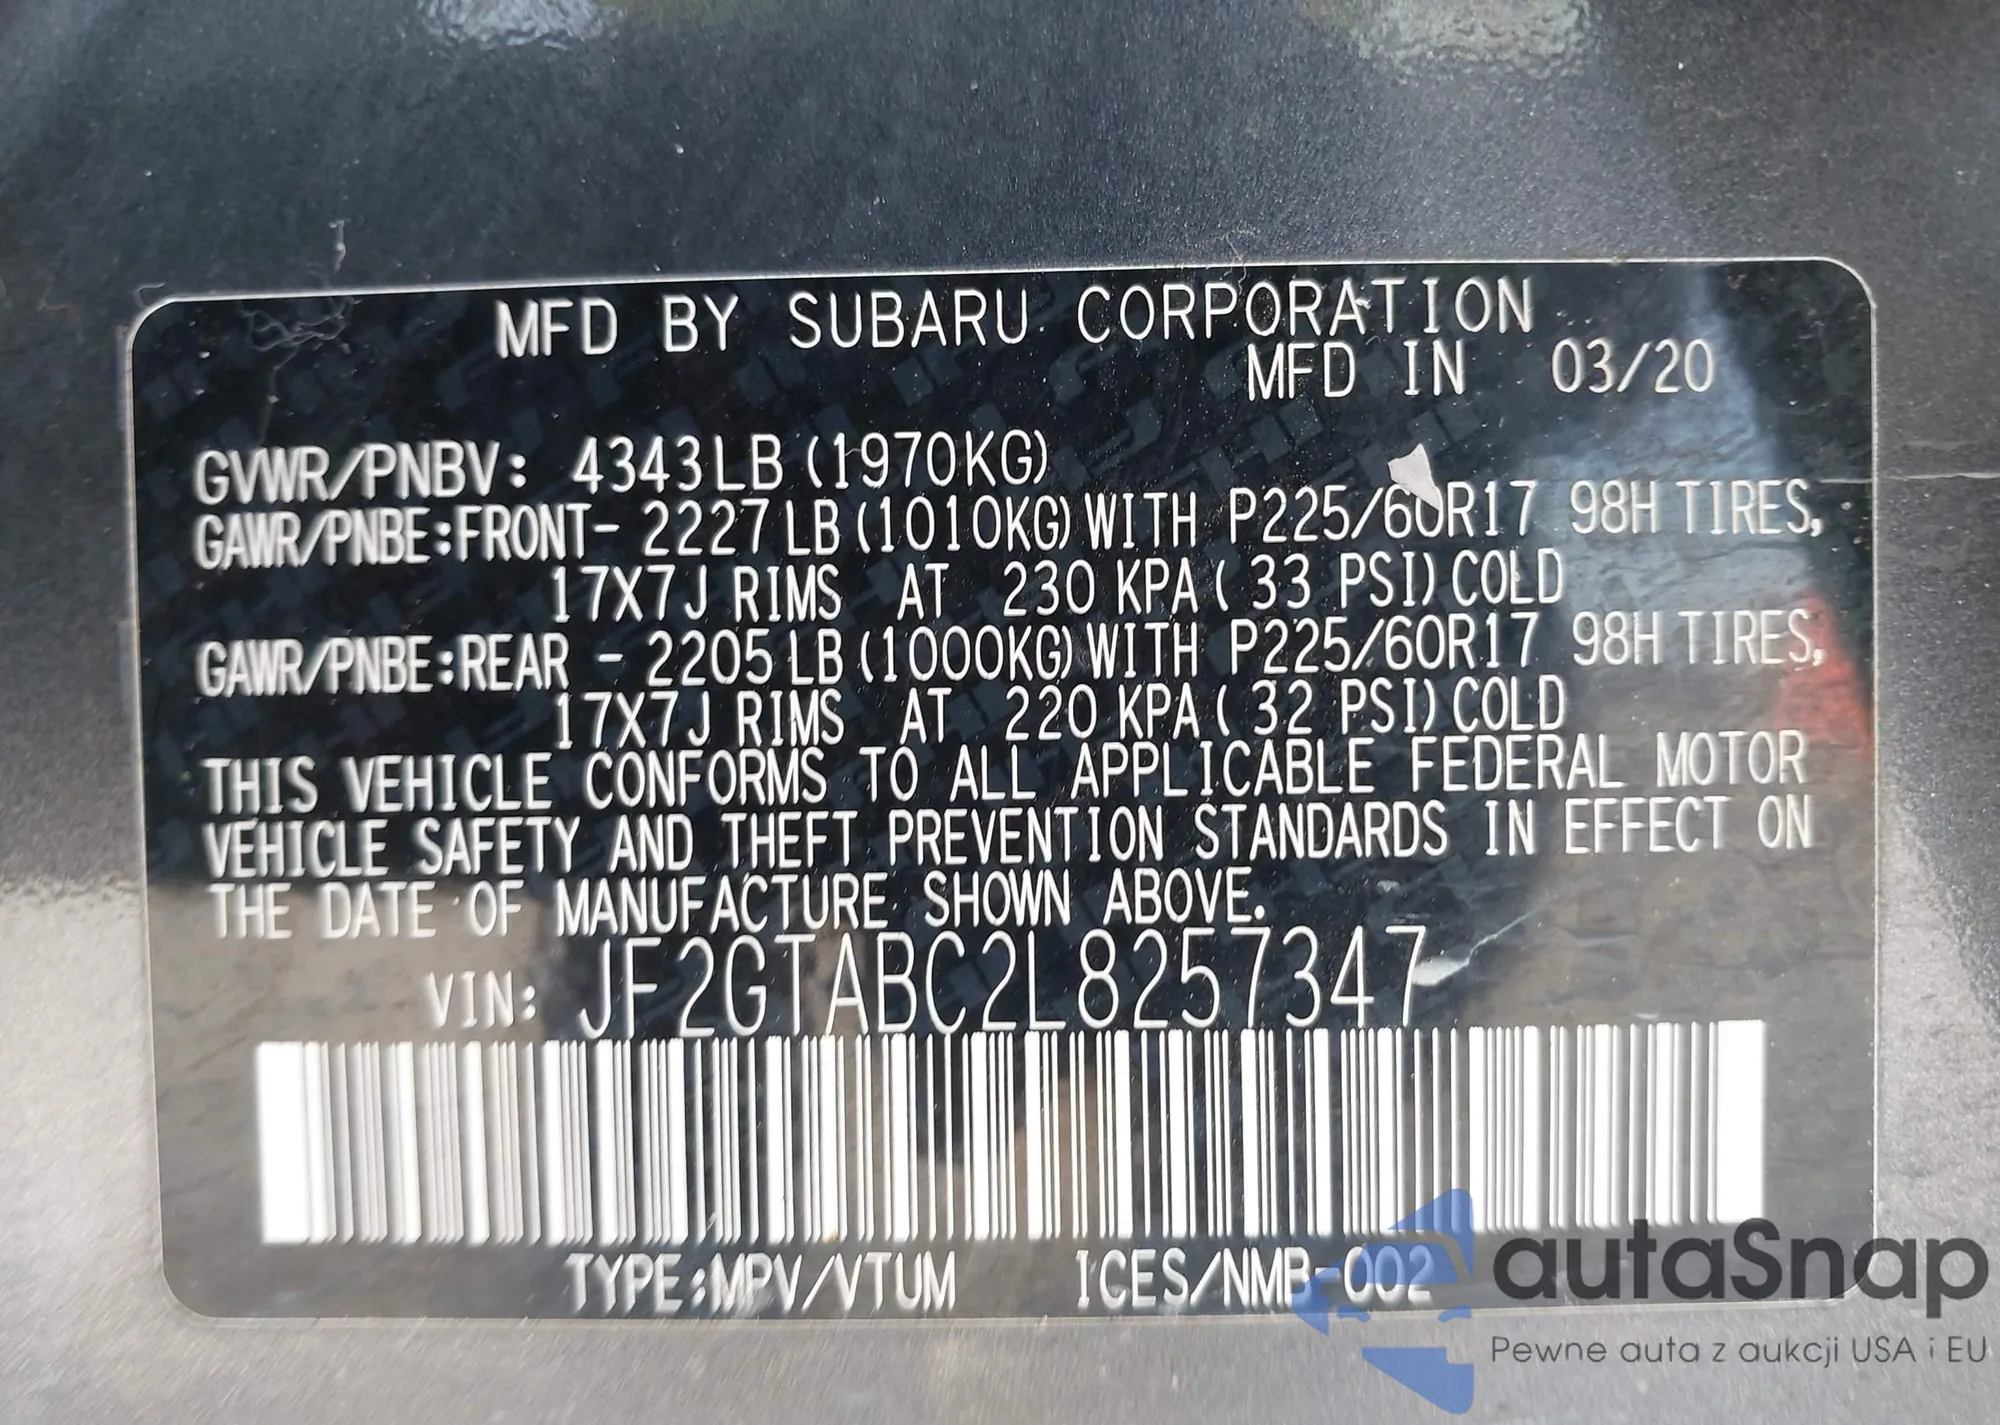 MFD BY SUBARU CORPORATION
MFD IN 03/20
GVWR/PNBV: 4343LB (1970KG)
GAWR/PNBE:FRONT- 2227 LB (1010KG) WITH P225/60R17 98H TIRES,
17X7J RIMS AT 230 KPA ( 33 PSI) COLD
GAWR/PNBE:REAR - 2205 LB (1000KG) WITH P225/60R17 98H TIRES,
17X7J RIMS AT 220 KPA ( 32 PSI) COLD
THIS VEHICLE CONFORMS TO ALL APPLICABLE FEDERAL MOTOR
VEHICLE SAFETY AND THEFT PREVENTION STANDARDS IN EFFECT ON
THE DATE OF MANUFACTURE SHOWN ABOVE.
VIN: JF2GTABC2L8257347
TYPE:MPV/VTUM ICES/NMB-002
autaSnap
Pewne auta z aukcji USA i EU